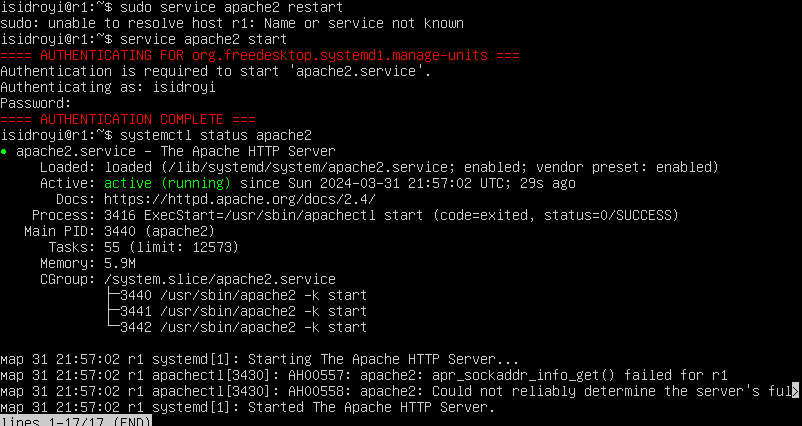 isidroyi@r1:~$ sudo service apache2 restart
sudo: unable to resolve host r1: Name or service not known
isidroyi@r1:~$ service apache2 start
==== AUTHENTICATING FOR org.freedesktop.systemd1.manage-units ===
Authentication is required to start 'apache2.service'.
Authenticating as: isidroyi
Password:
==== AUTHENTICATION COMPLETE ===
isidroyi@r1:~$ systemctl status apache2
● apache2.service - The Apache HTTP Server
Loaded: loaded (/lib/systemd/system/apache2.service; enabled; vendor preset: enabled)
Active: active (running) since Sun 2024-03-31 21:57:02 UTC; 29s ago
Docs: https://httpd.apache.org/docs/2.4/
Process: 3416 ExecStart=/usr/sbin/apachectl start (code=exited, status=0/SUCCESS)
Main PID: 3440 (apache2)
Tasks: 55 (limit: 12573)
Memory: 5.9M
CGroup: /system.slice/apache2.service
├─3440 /usr/sbin/apache2 -k start
├─3441 /usr/sbin/apache2 -k start
└─3442 /usr/sbin/apache2 -k start
мар 31 21:57:02 r1 systemd[1]: Starting The Apache HTTP Server...
мар 31 21:57:02 r1 apachectl[3430]: AH00557: apache2: apr_sockaddr_info_get() failed for r1
мар 31 21:57:02 r1 apachectl[3430]: AH00558: apache2: Could not reliably determine the server's ful>
мар 31 21:57:02 r1 systemd[1]: Started The Apache HTTP Server.
lines 1-17/17 (END)